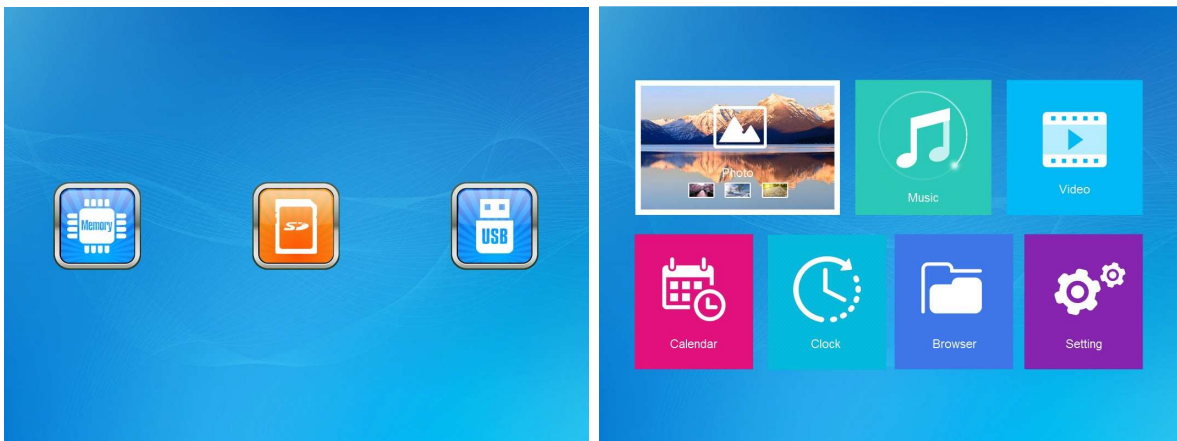 Memory
SD
USB
Photo
Music
Video
Calendar
Clock
Browser
Setting